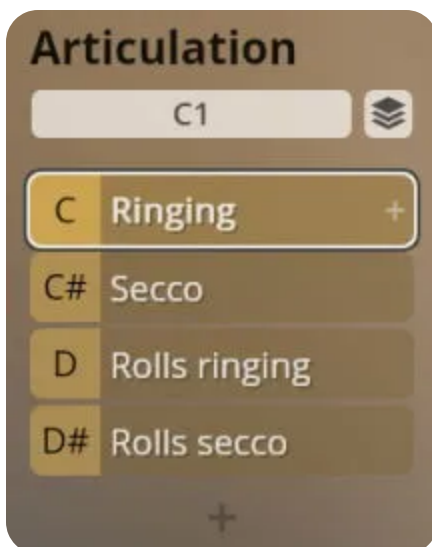 Articulation
C1
C Ringing +
C# Secco
D Rolls ringing
D# Rolls secco
+